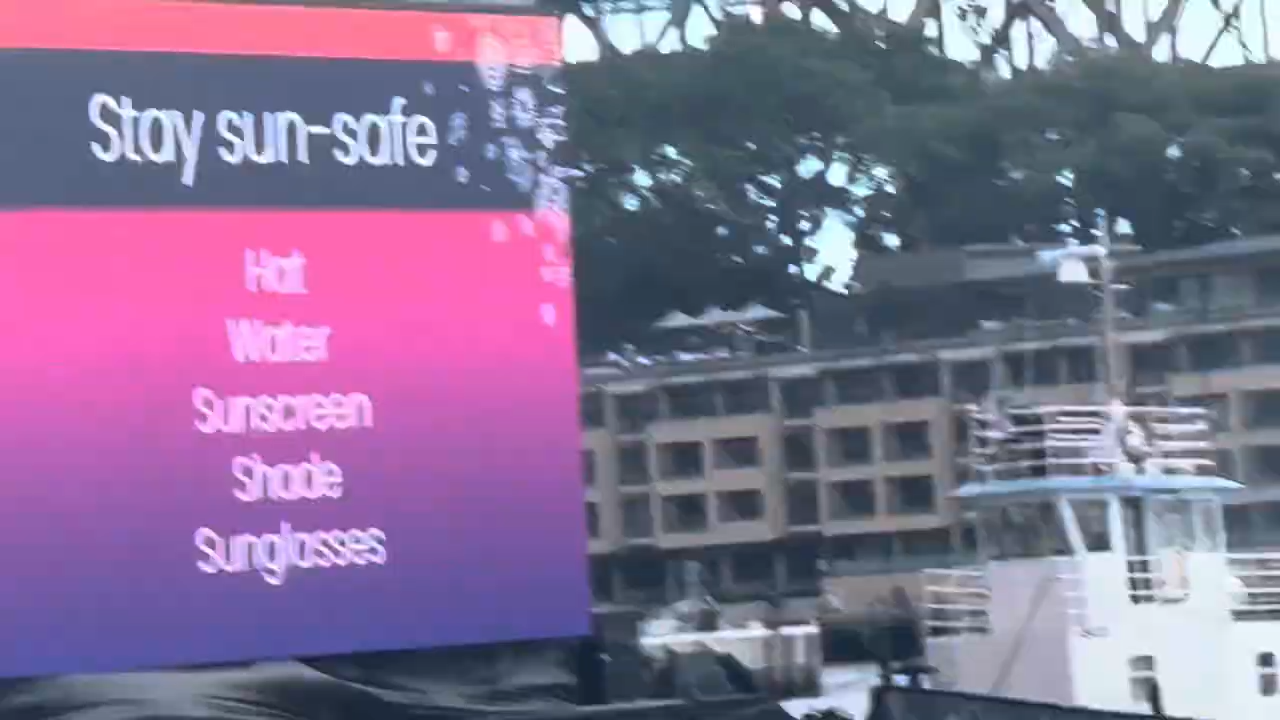 Stay sun-safe
Hat
Water
Sunscreen
Shade
Sunglasses